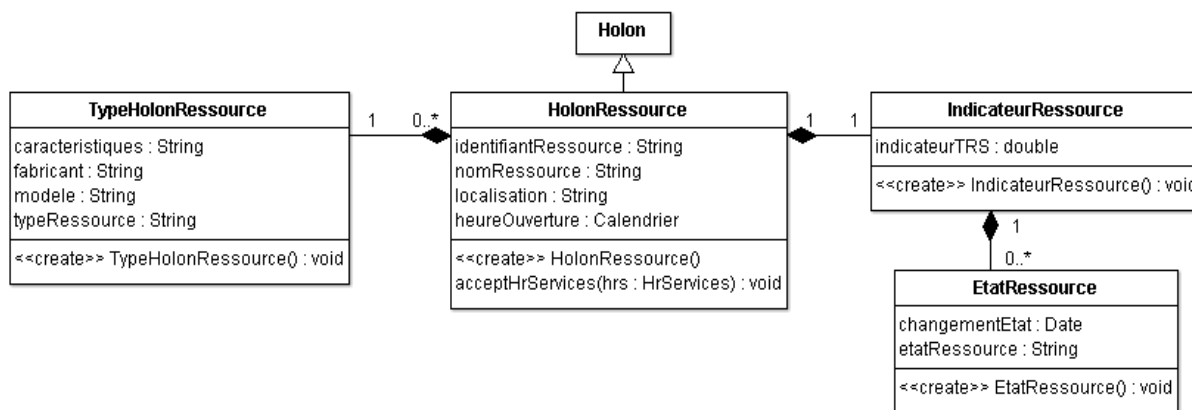 Holon
TypeHolonRessource
caracteristiques : String
fabricant : String
modele : String
typeRessource : String
<<create>> TypeHolonRessource() : void
1
0..*
HolonRessource
identifiantRessource : String
nomRessource : String
localisation : String
heureOuverture : Calendrier
<<create>> HolonRessource()
acceptHrServices(hrs : HrServices) : void
1
1
IndicateurRessource
indicateurTRS : double
<<create>> IndicateurRessource() : void
1
0..*
EtatRessource
changementEtat : Date
etatRessource : String
<<create>> EtatRessource() : void